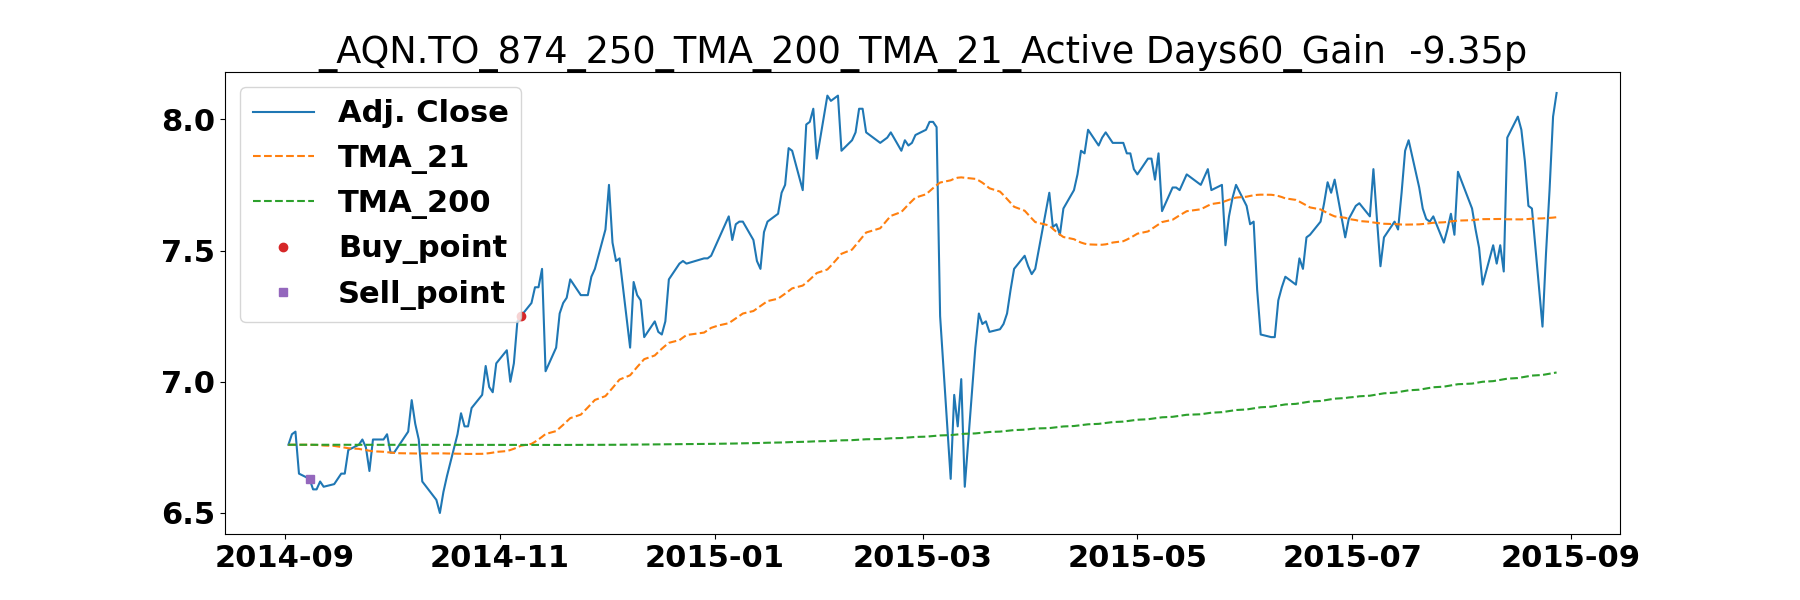 _AQN.TO_874_250_TMA_200_TMA_21_Active Days60_Gain  -9.35p
Adj. Close
TMA_21
TMA_200
Buy_point
Sell_point
8.0
7.5
7.0
6.5
2014-09 2014-11 2015-01 2015-03 2015-05 2015-07 2015-09